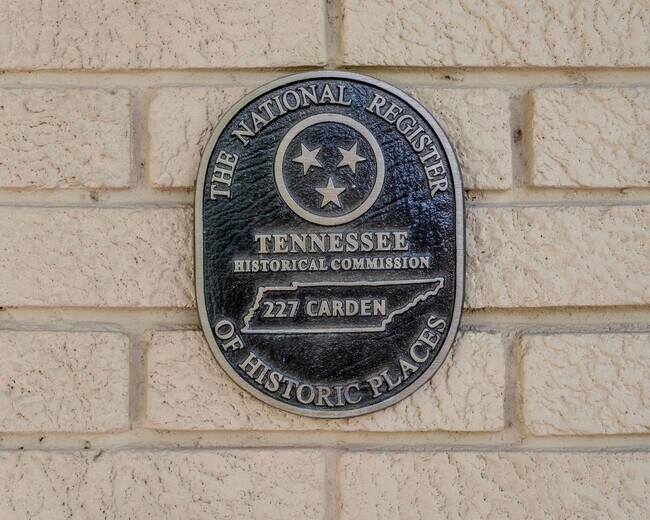 THE NATIONAL REGISTER
TENNESSEE
HISTORICAL COMMISSION
227 CARDEN
OF HISTORIC PLACES